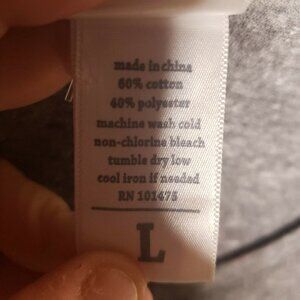 made in china
60% cotton
40% polyester
machine wash cold
non-chlorine bleach
tumble dry low
cool iron if needed
RN 101475
L